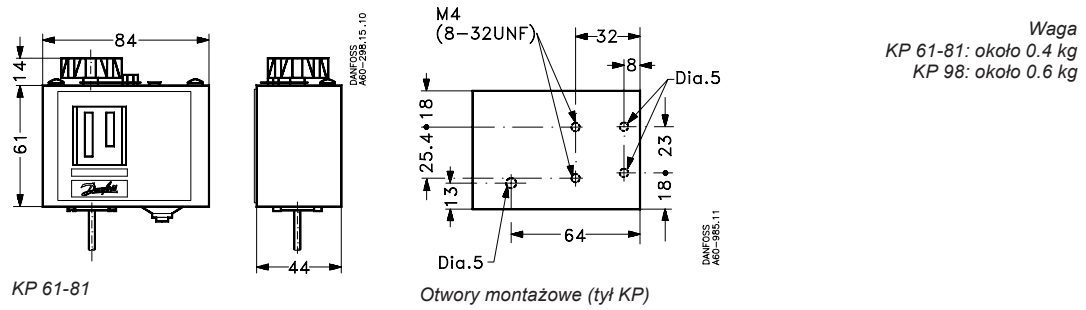 84
14
61
Danfoss
KP 61-81
44
DANFOSS
A60-298.15.10
M4
(8-32UNF)
32
8
Dia.5
18
25.4
13
23
18
64
Dia.5
DANFOSS
A60-985.11
Otwory montażowe (tył KP)
Waga
KP 61-81: około 0.4 kg
KP 98: około 0.6 kg